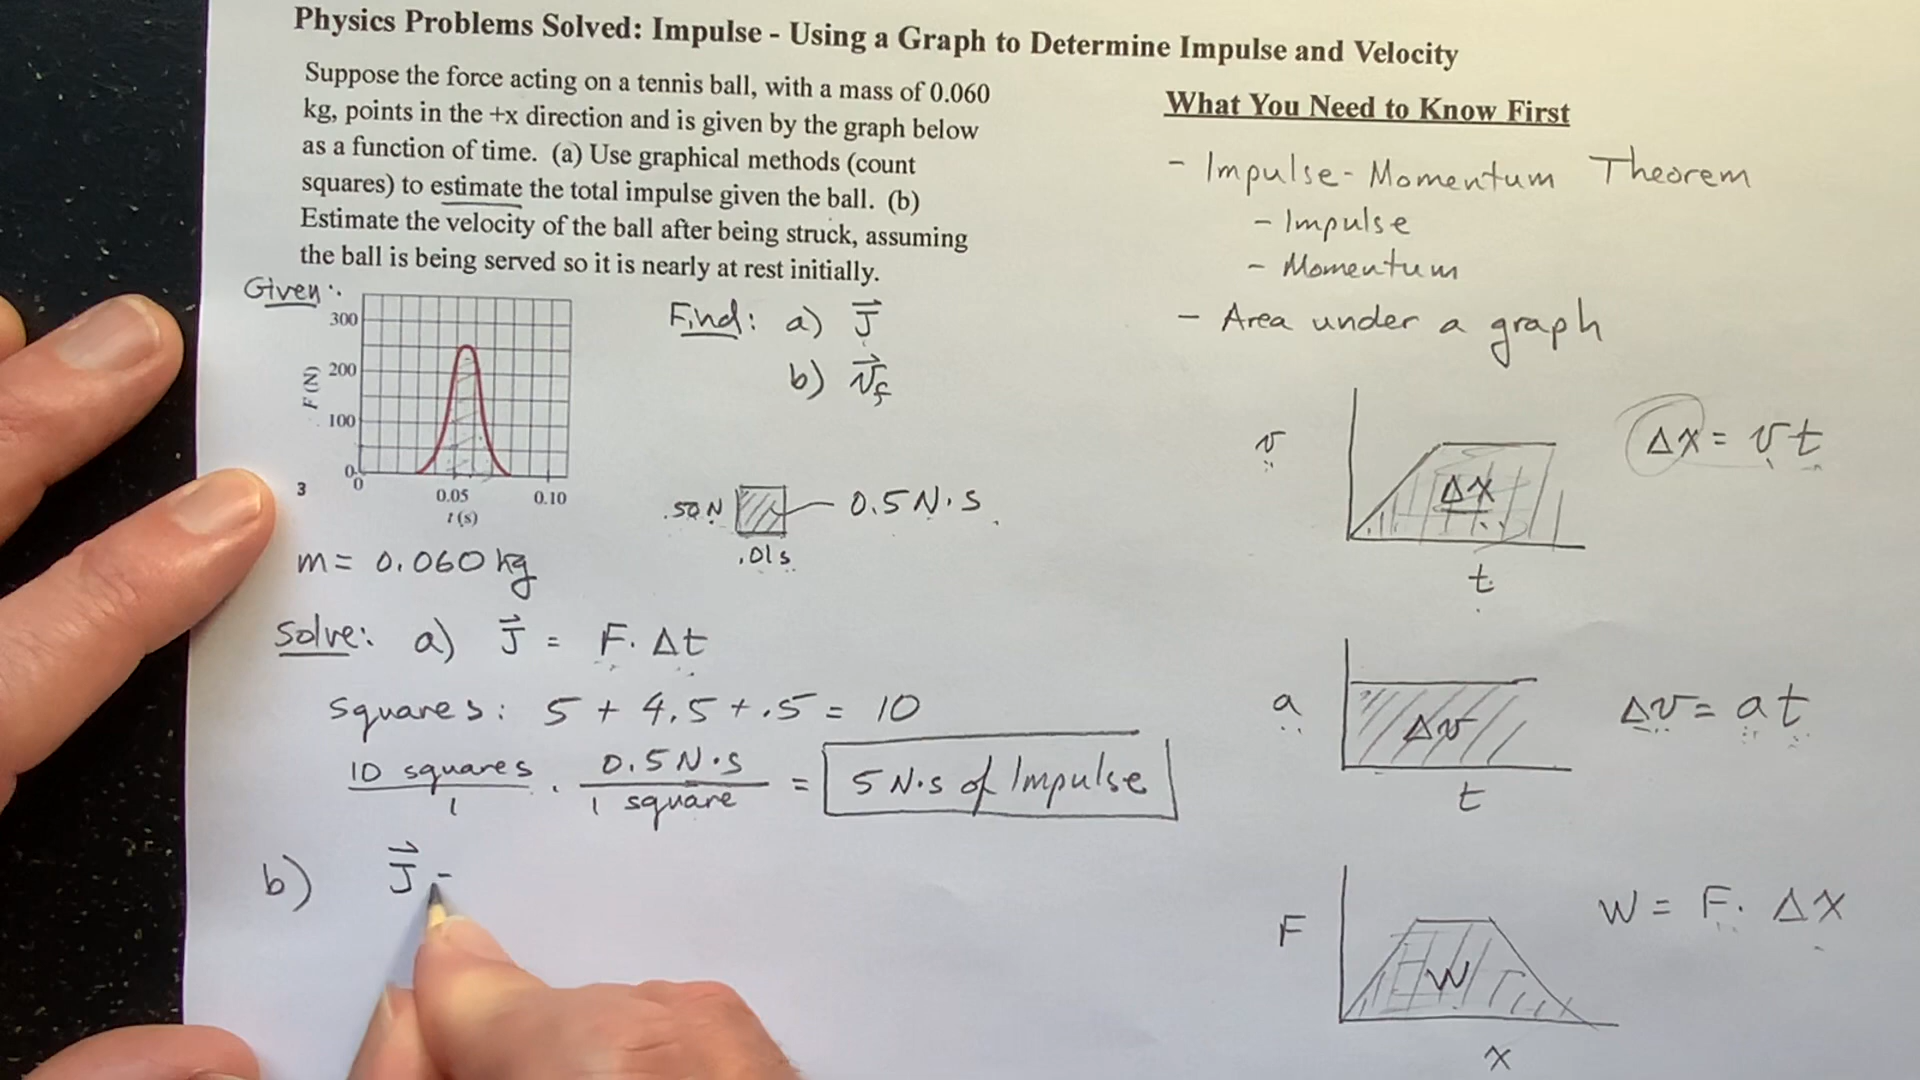 Physics Problems Solved: Impulse - Using a Graph to Determine Impulse and Velocity
Suppose the force acting on a tennis ball, with a mass of 0.060
kg, points in the +x direction and is given by the graph below
as a function of time. (a) Use graphical methods (count
squares) to estimate the total impulse given the ball. (b)
Estimate the velocity of the ball after being struck, assuming
the ball is being served so it is nearly at rest initially.
Given:
300
200
100
0
F (N)
0
0.05
0.10
t (s)
3
m = 0.060 kg
Find: a) J⃗
b) v⃗f
.50 N
0.5 N·s
.01 s
Solve: a) J⃗ = F · Δt
squares: 5 + 4.5 + .5 = 10
10 squares / 1 · 0.5 N·s / 1 square = 5 N·s of Impulse
b) J⃗ =
What You Need to Know First
- Impulse-Momentum Theorem
- Impulse
- Momentum
- Area under a graph
v
Δx
t
Δx = vt
a
Δv
t
Δv = at
F
W
x
W = F · Δx